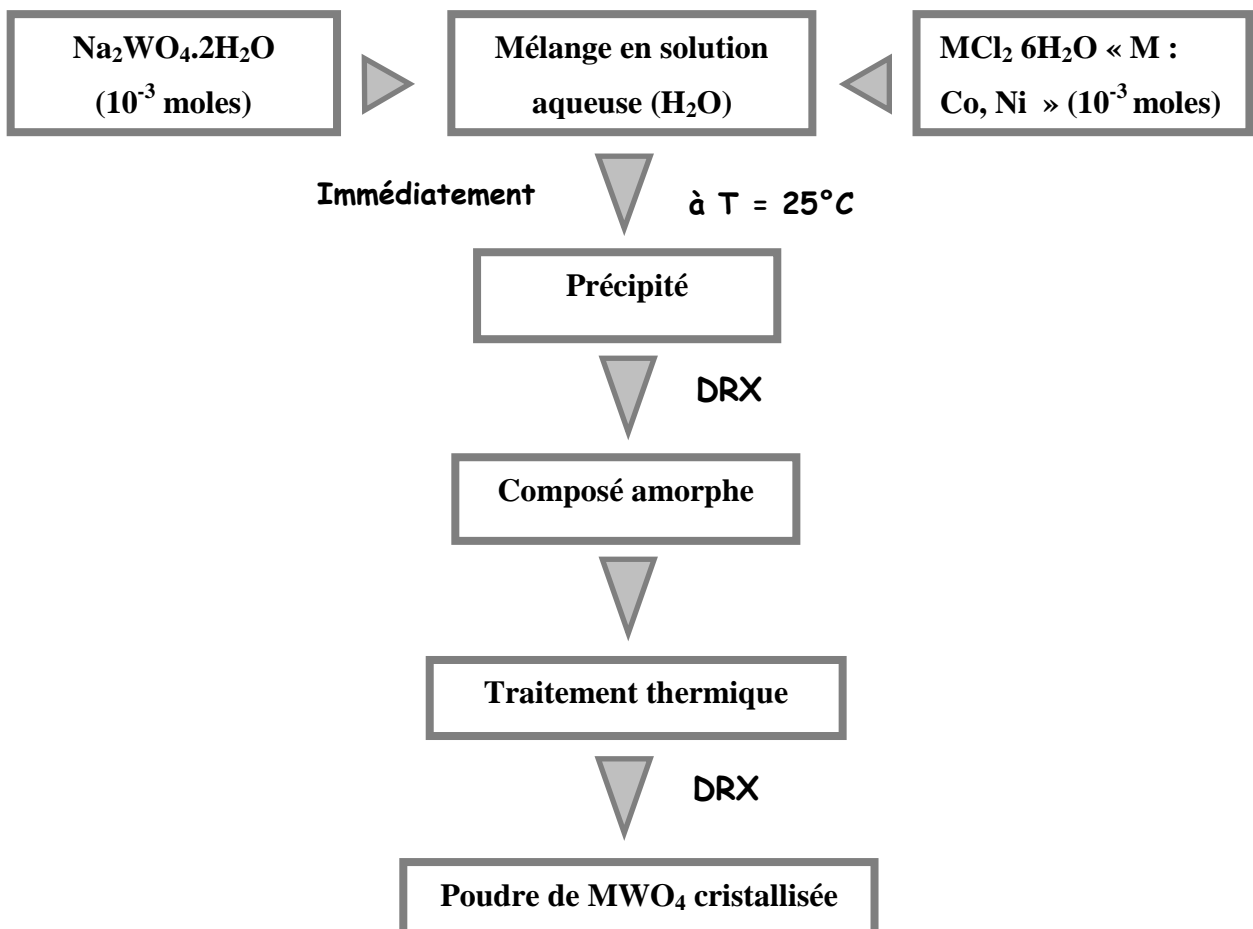 Na₂WO₄.2H₂O
(10⁻³ moles)
Mélange en solution
aqueuse (H₂O)
MCl₂ 6H₂O « M :
Co, Ni » (10⁻³ moles)
Immédiatement
à T = 25°C
Précipité
DRX
Composé amorphe
Traitement thermique
DRX
Poudre de MWO₄ cristallisée